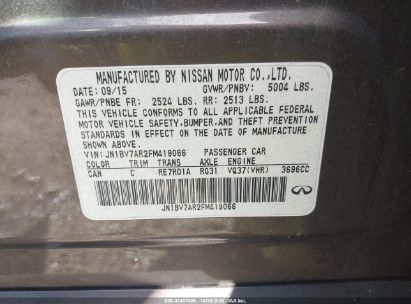 MANUFACTURED BY NISSAN MOTOR CO.,LTD.
DATE: 09/15 GVWR/PNBV: 5004 LBS.
GAWR/PNBE FR: 2524 LBS. RR: 2513 LBS.
THIS VEHICLE CONFORMS TO ALL APPLICABLE FEDERAL
MOTOR VEHICLE SAFETY, BUMPER, AND THEFT PREVENTION
STANDARDS IN EFFECT ON THE DATE OF MANUFACTURE
SHOWN ABOVE.
VIN: JN1BV7AR2FM419066 PASSENGER CAR
COLOR TRIM TRANS AXLE ENGINE
CAN C RE7R01A RG31 VQ37(VHR) 3696CC
JN1BV7AR2FM419066